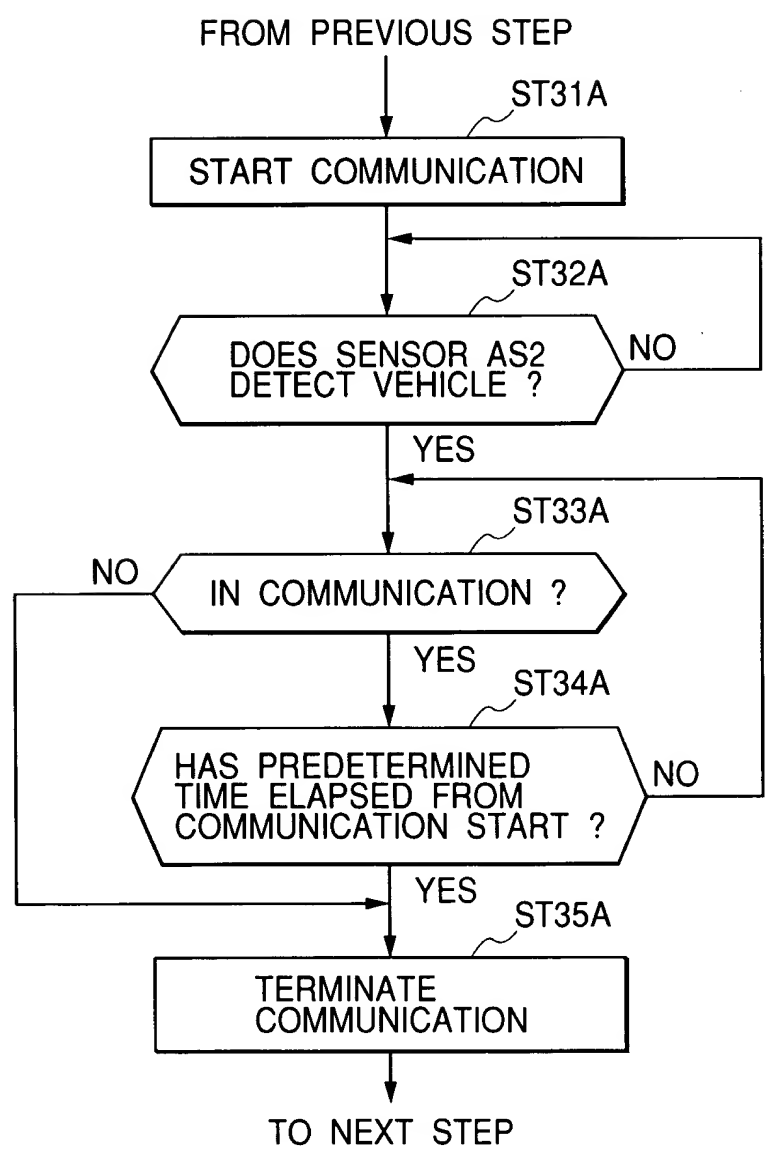 FROM PREVIOUS STEP
ST31A
START COMMUNICATION
ST32A
DOES SENSOR AS2
DETECT VEHICLE ?
NO
YES
ST33A
NO
IN COMMUNICATION ?
YES
ST34A
HAS PREDETERMINED
TIME ELAPSED FROM
COMMUNICATION START ?
NO
YES
ST35A
TERMINATE
COMMUNICATION
TO NEXT STEP